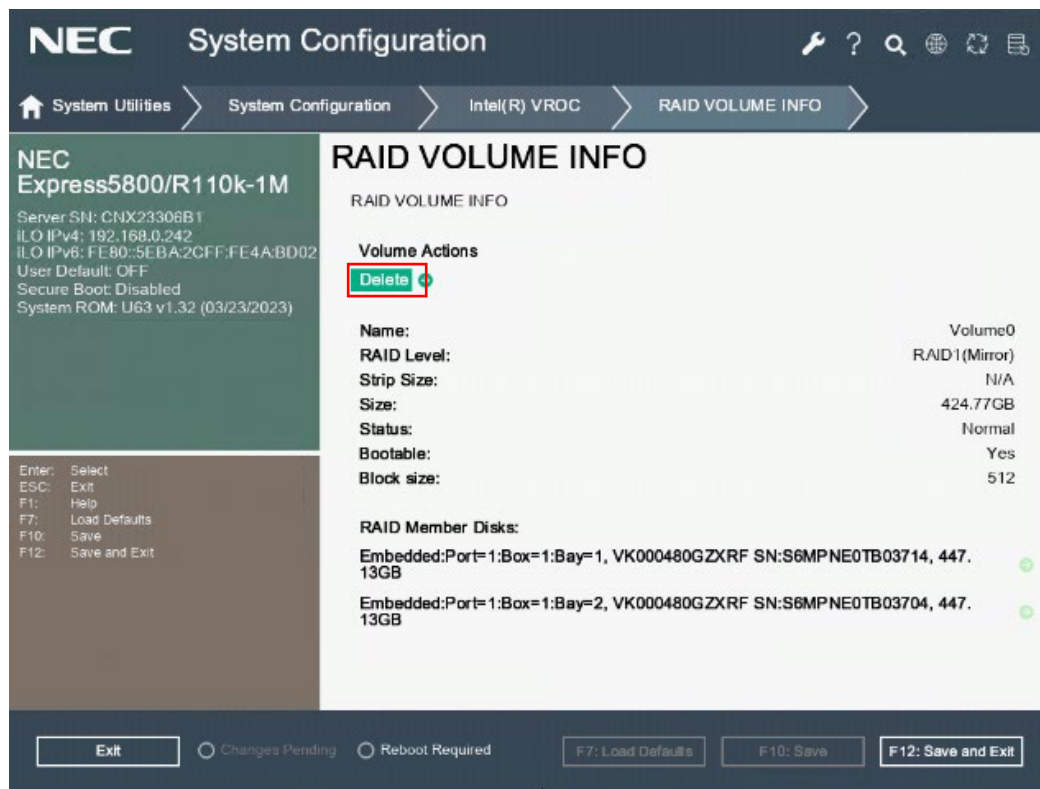 NEC System Configuration
System Utilities System Configuration Intel(R) VROC RAID VOLUME INFO
NEC
Express5800/R110k-1M
Server SN: CNX23306B1
iLO IPv4: 192.168.0.242
iLO IPv6: FE80::5EBA:2CFF:FE4A:BD02
User Default: OFF
Secure Boot: Disabled
System ROM: U63 v1.32 (03/23/2023)
Enter: Select
ESC: Exit
F1: Help
F7: Load Defaults
F10: Save
F12: Save and Exit
RAID VOLUME INFO
RAID VOLUME INFO
Volume Actions
Delete
Name: Volume0
RAID Level: RAID1(Mirror)
Strip Size: N/A
Size: 424.77GB
Status: Normal
Bootable: Yes
Block size: 512
RAID Member Disks:
Embedded:Port=1:Box=1:Bay=1, VK000480GZXRF SN:S6MPNE0TB03714, 447.
13GB
Embedded:Port=1:Box=1:Bay=2, VK000480GZXRF SN:S6MPNE0TB03704, 447.
13GB
Exit Changes Pending Reboot Required F7: Load Defaults F10: Save F12: Save and Exit